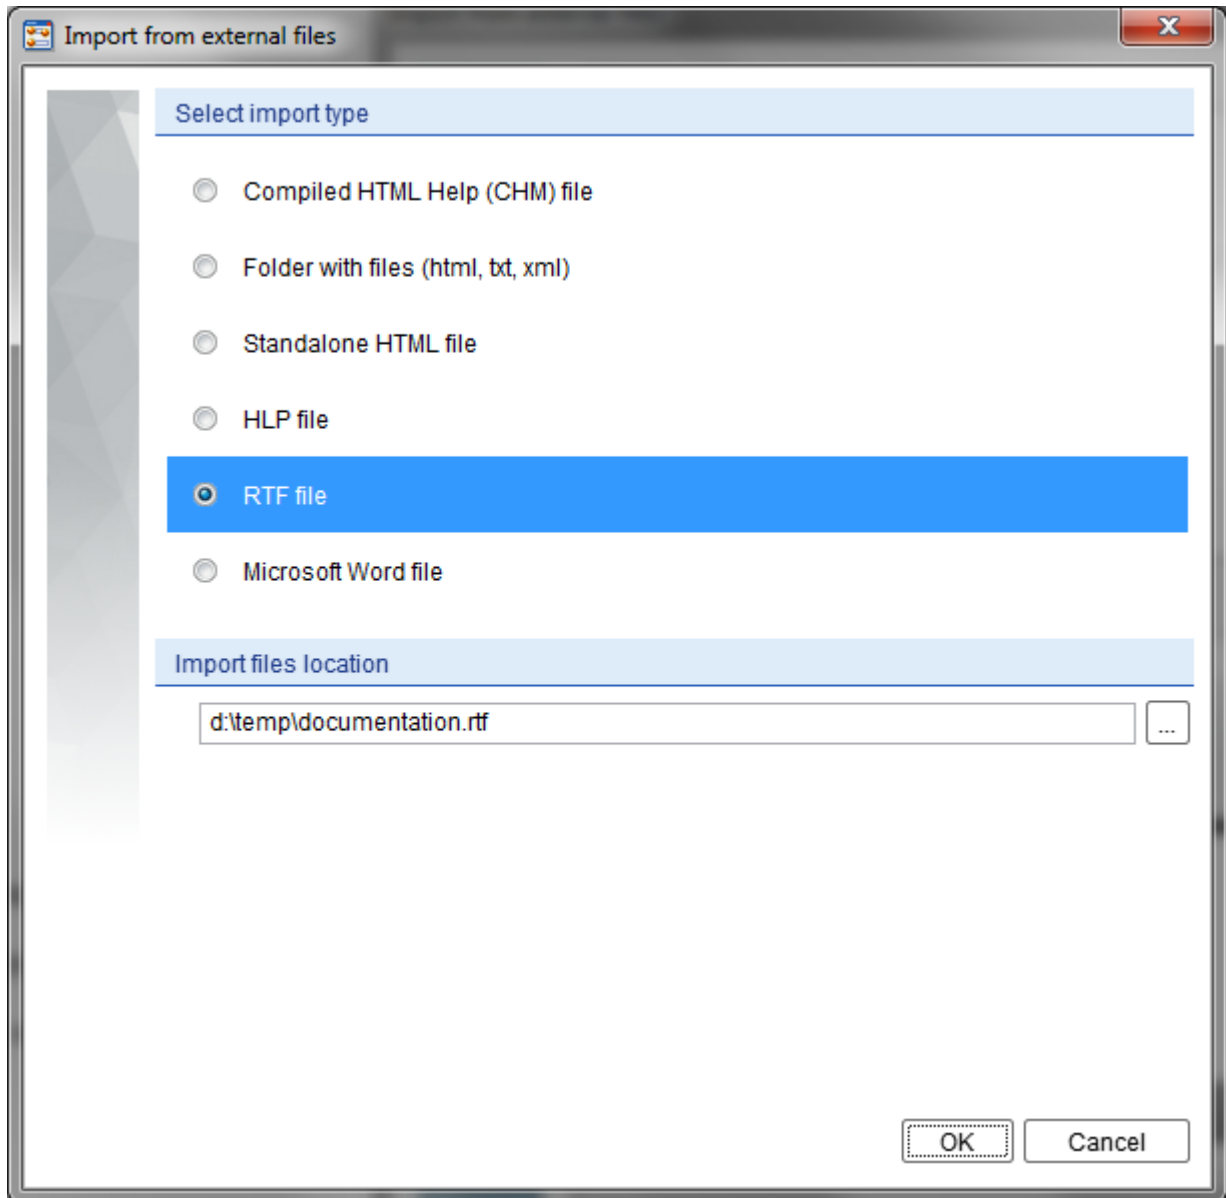 Import from external files
Select import type
Compiled HTML Help (CHM) file
Folder with files (html, txt, xml)
Standalone HTML file
HLP file
RTF file
Microsoft Word file
Import files location
d:\temp\documentation.rtf
...
OK
Cancel